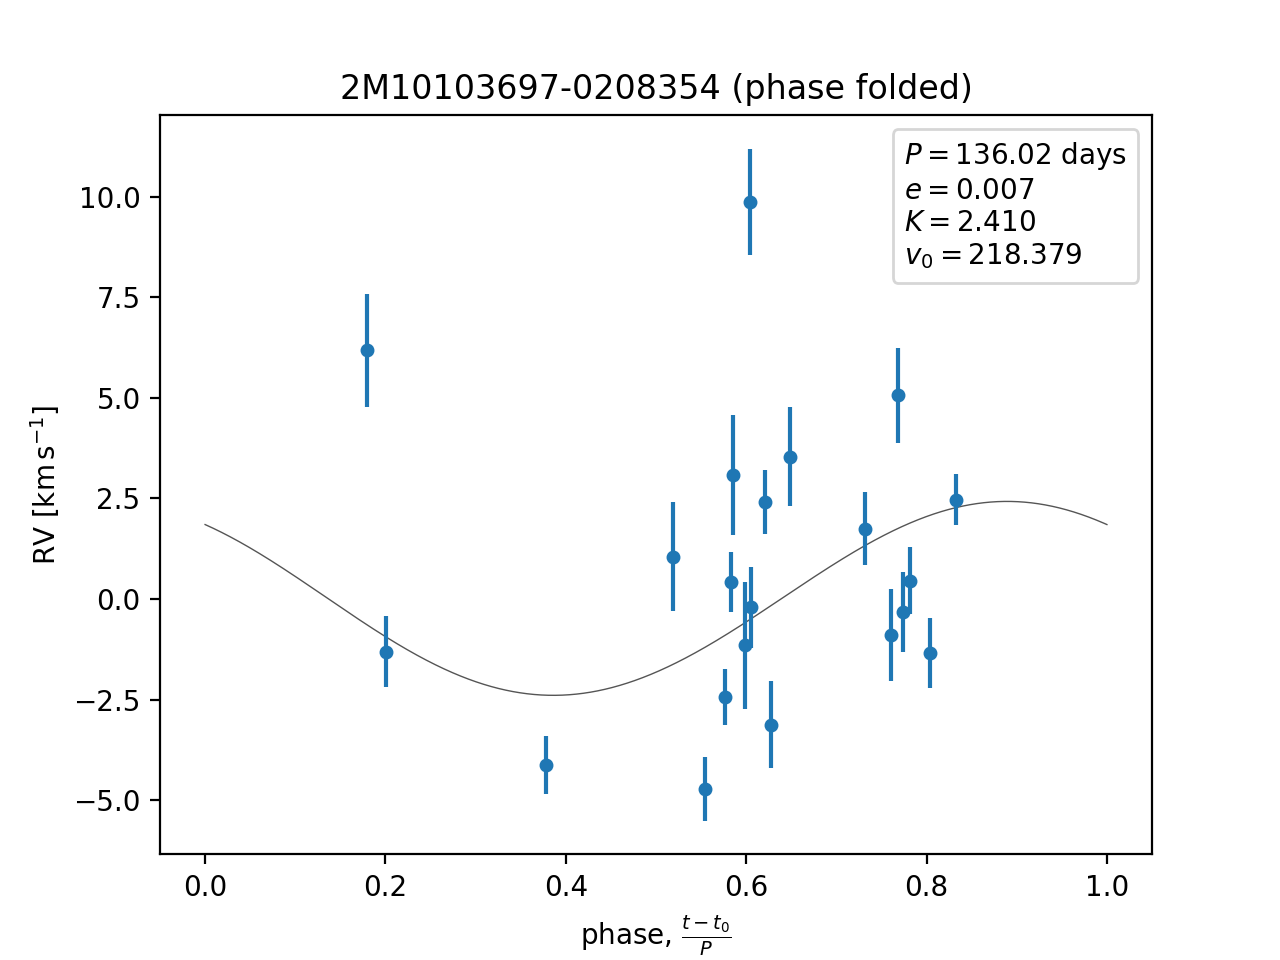 2M10103697-0208354 (phase folded)
P = 136.02 days
e = 0.007
K = 2.410
v₀ = 218.379
10.0
7.5
5.0
2.5
0.0
−2.5
−5.0
RV [km s⁻¹]
0.0 0.2 0.4 0.6 0.8 1.0
phase, (t − t₀)/P